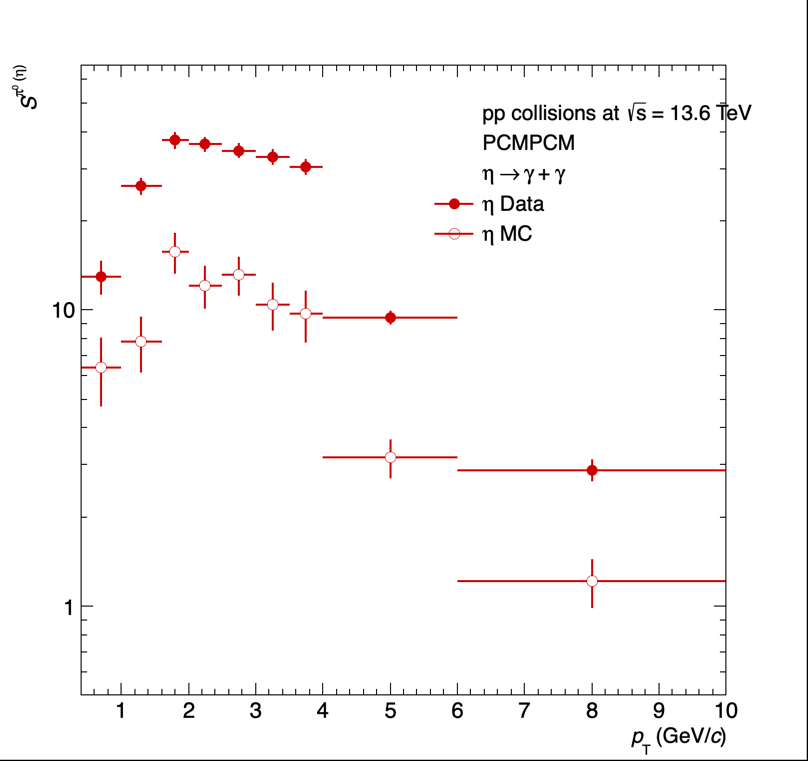 S^π⁰ (η)
pp collisions at √s = 13.6 TeV
PCMPCM
η → γ + γ
η Data
η MC
10
1
1 2 3 4 5 6 7 8 9 10
p_T (GeV/c)